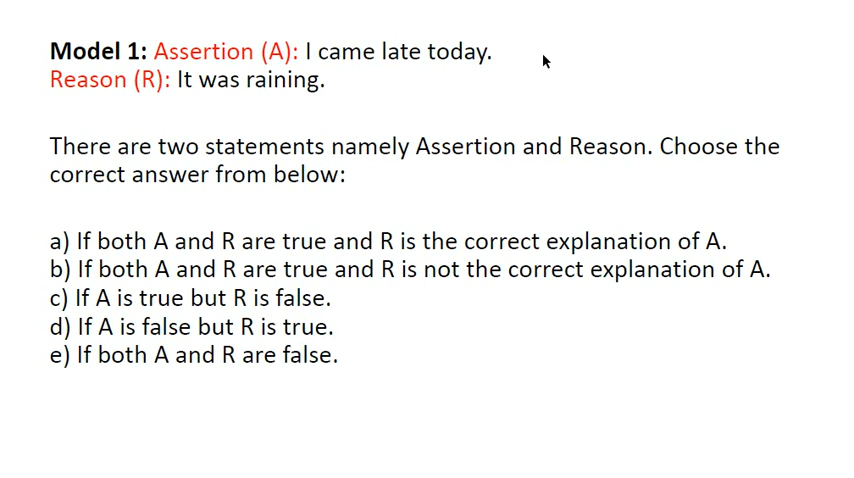 Model 1: Assertion (A): I came late today.
Reason (R): It was raining.
There are two statements namely Assertion and Reason. Choose the
correct answer from below:
a) If both A and R are true and R is the correct explanation of A.
b) If both A and R are true and R is not the correct explanation of A.
c) If A is true but R is false.
d) If A is false but R is true.
e) If both A and R are false.